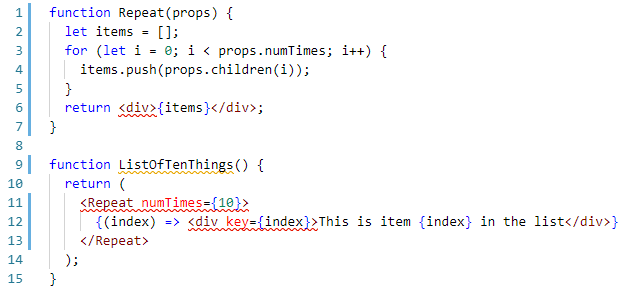 1 function Repeat(props) {
2   let items = [];
3   for (let i = 0; i < props.numTimes; i++) {
4     items.push(props.children(i));
5   }
6   return <div>{items}</div>;
7 }
8
9 function ListOfTenThings() {
10   return (
11     <Repeat numTimes={10}>
12       {(index) => <div key={index}>This is item {index} in the list</div>}
13     </Repeat>
14   );
15 }